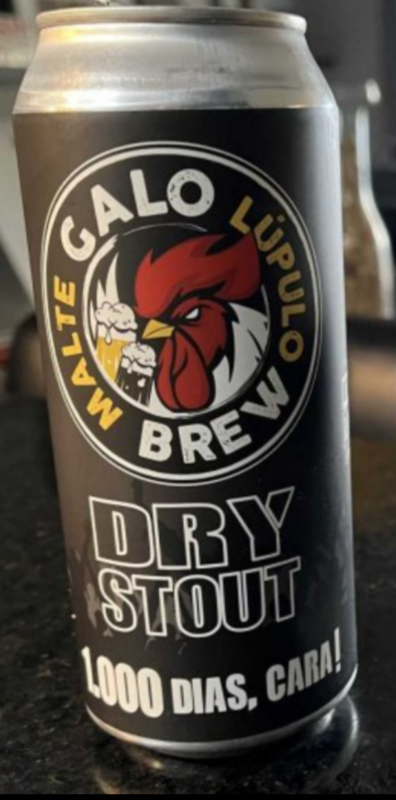 GALO
MALTE
LÚPULO
BREW
DRY
STOUT
1.000 DIAS, CARA!